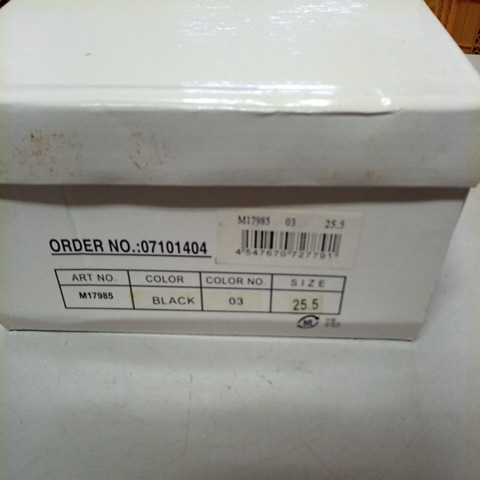 M17985 03 25.5
4547670727791
ORDER NO.:07101404
ART NO. COLOR COLOR NO. SIZE
M17985 BLACK 03 25.5